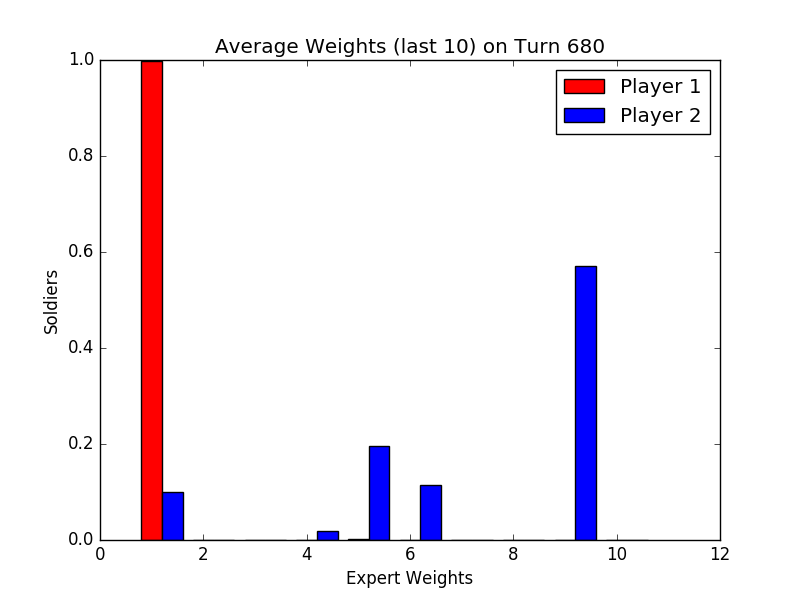 Average Weights (last 10) on Turn 680
Player 1
Player 2
1.0
0.8
0.6
0.4
0.2
0.0
Soldiers
0 2 4 6 8 10 12
Expert Weights